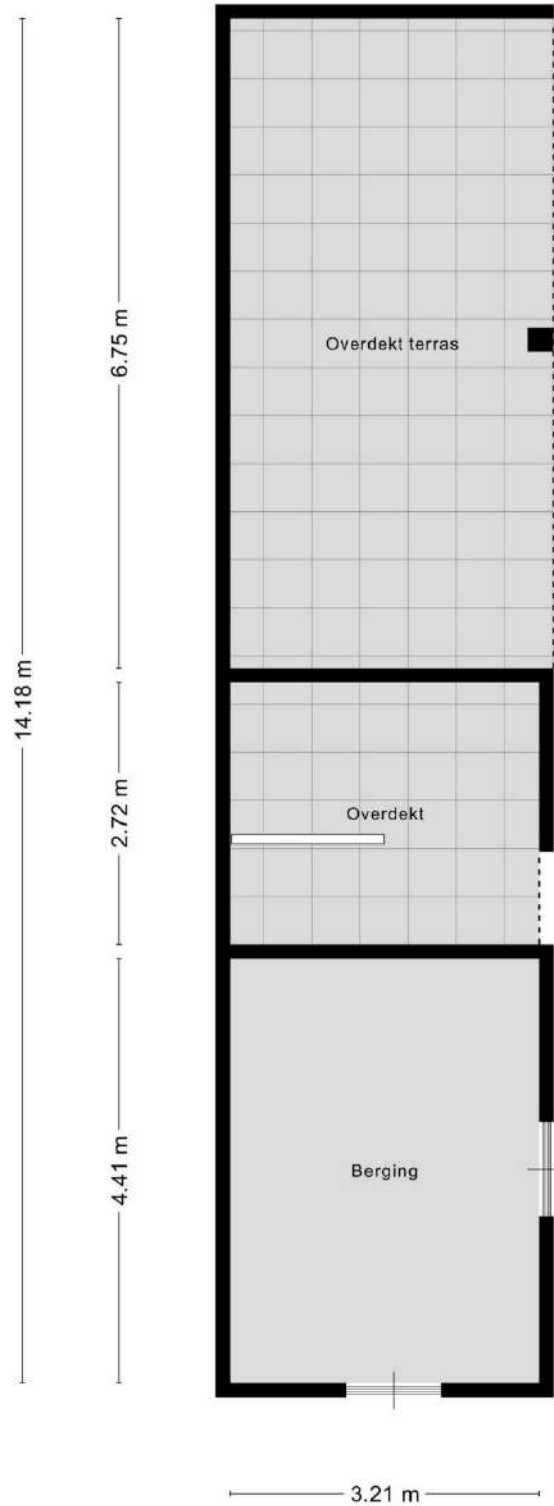 6.75 m
Overdekt terras
14.18 m
2.72 m
Overdekt
4.41 m
Berging
3.21 m